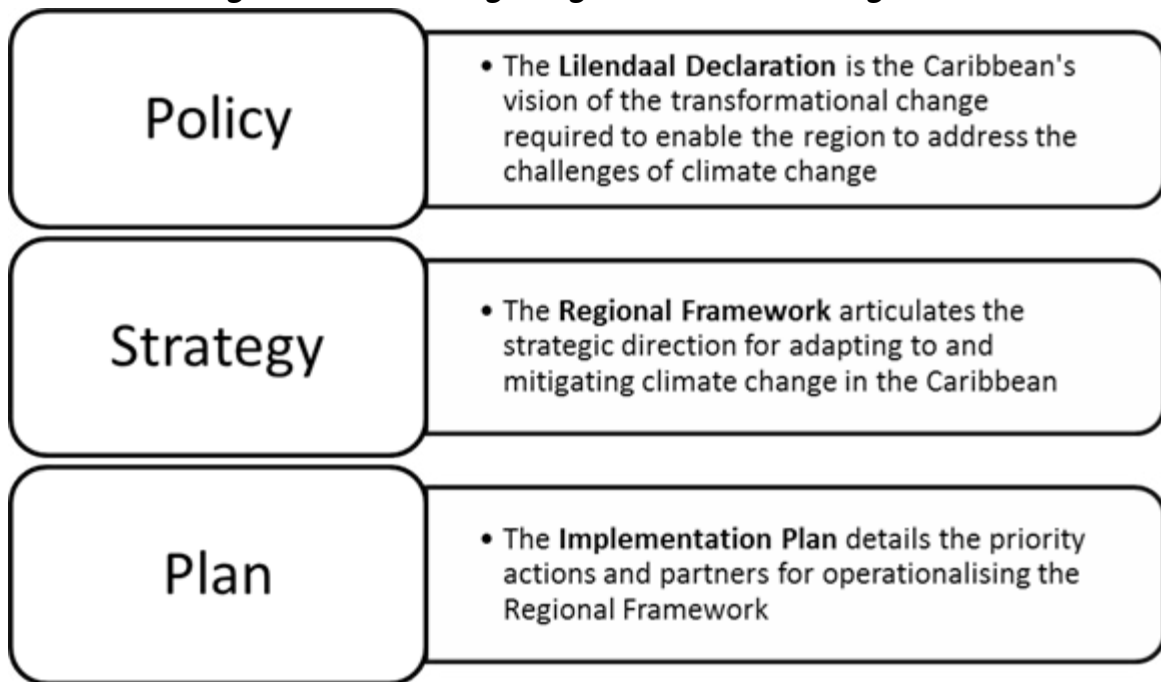 Policy
• The Lilendaal Declaration is the Caribbean's
vision of the transformational change
required to enable the region to address the
challenges of climate change
Strategy
• The Regional Framework articulates the
strategic direction for adapting to and
mitigating climate change in the Caribbean
Plan
• The Implementation Plan details the priority
actions and partners for operationalising the
Regional Framework